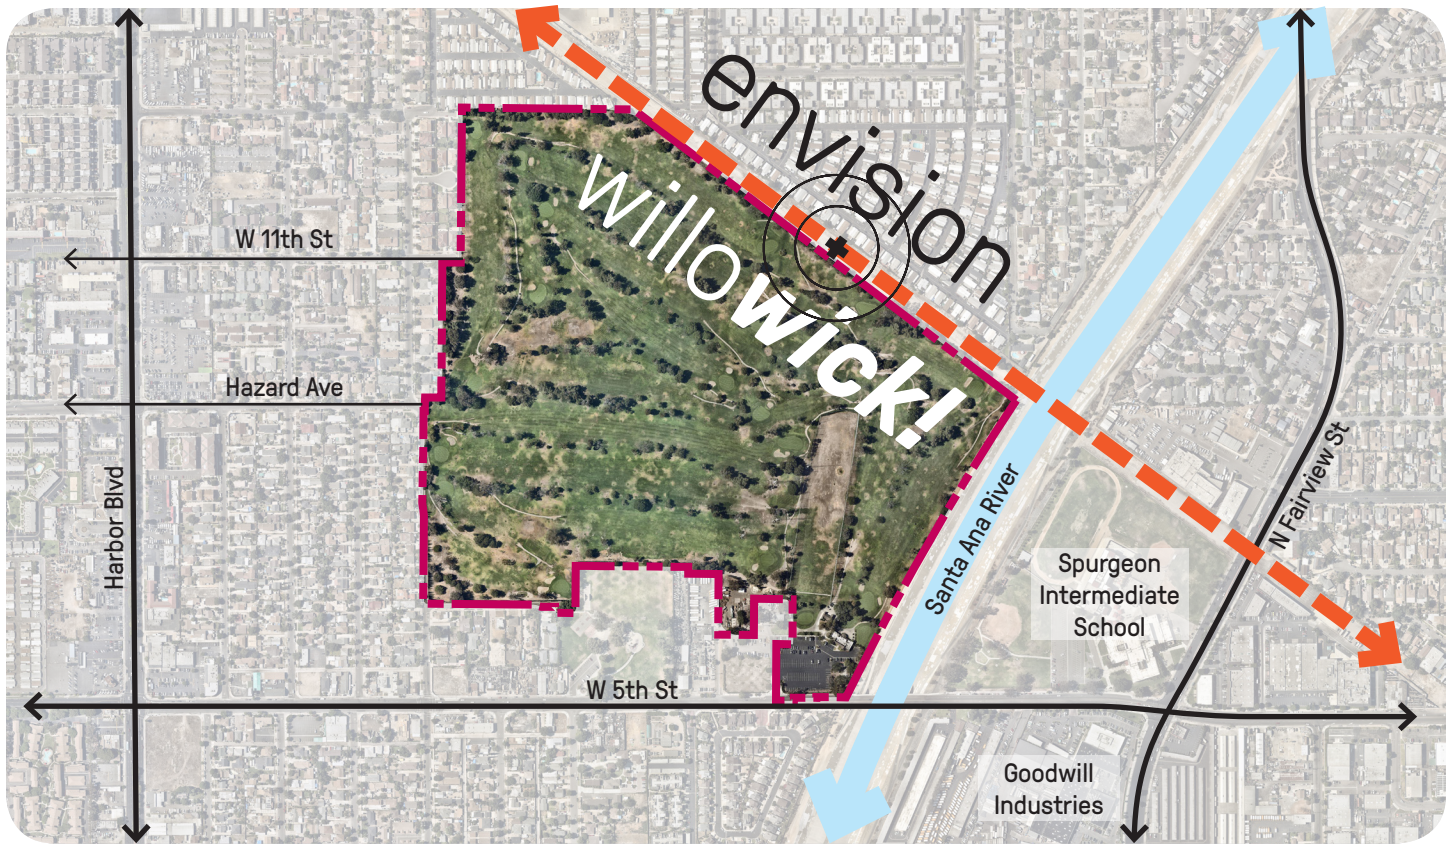 envision
willowick!
W 11th St
Hazard Ave
Harbor Blvd
Santa Ana River
N Fairview St
Spurgeon
Intermediate
School
W 5th St
Goodwill
Industries